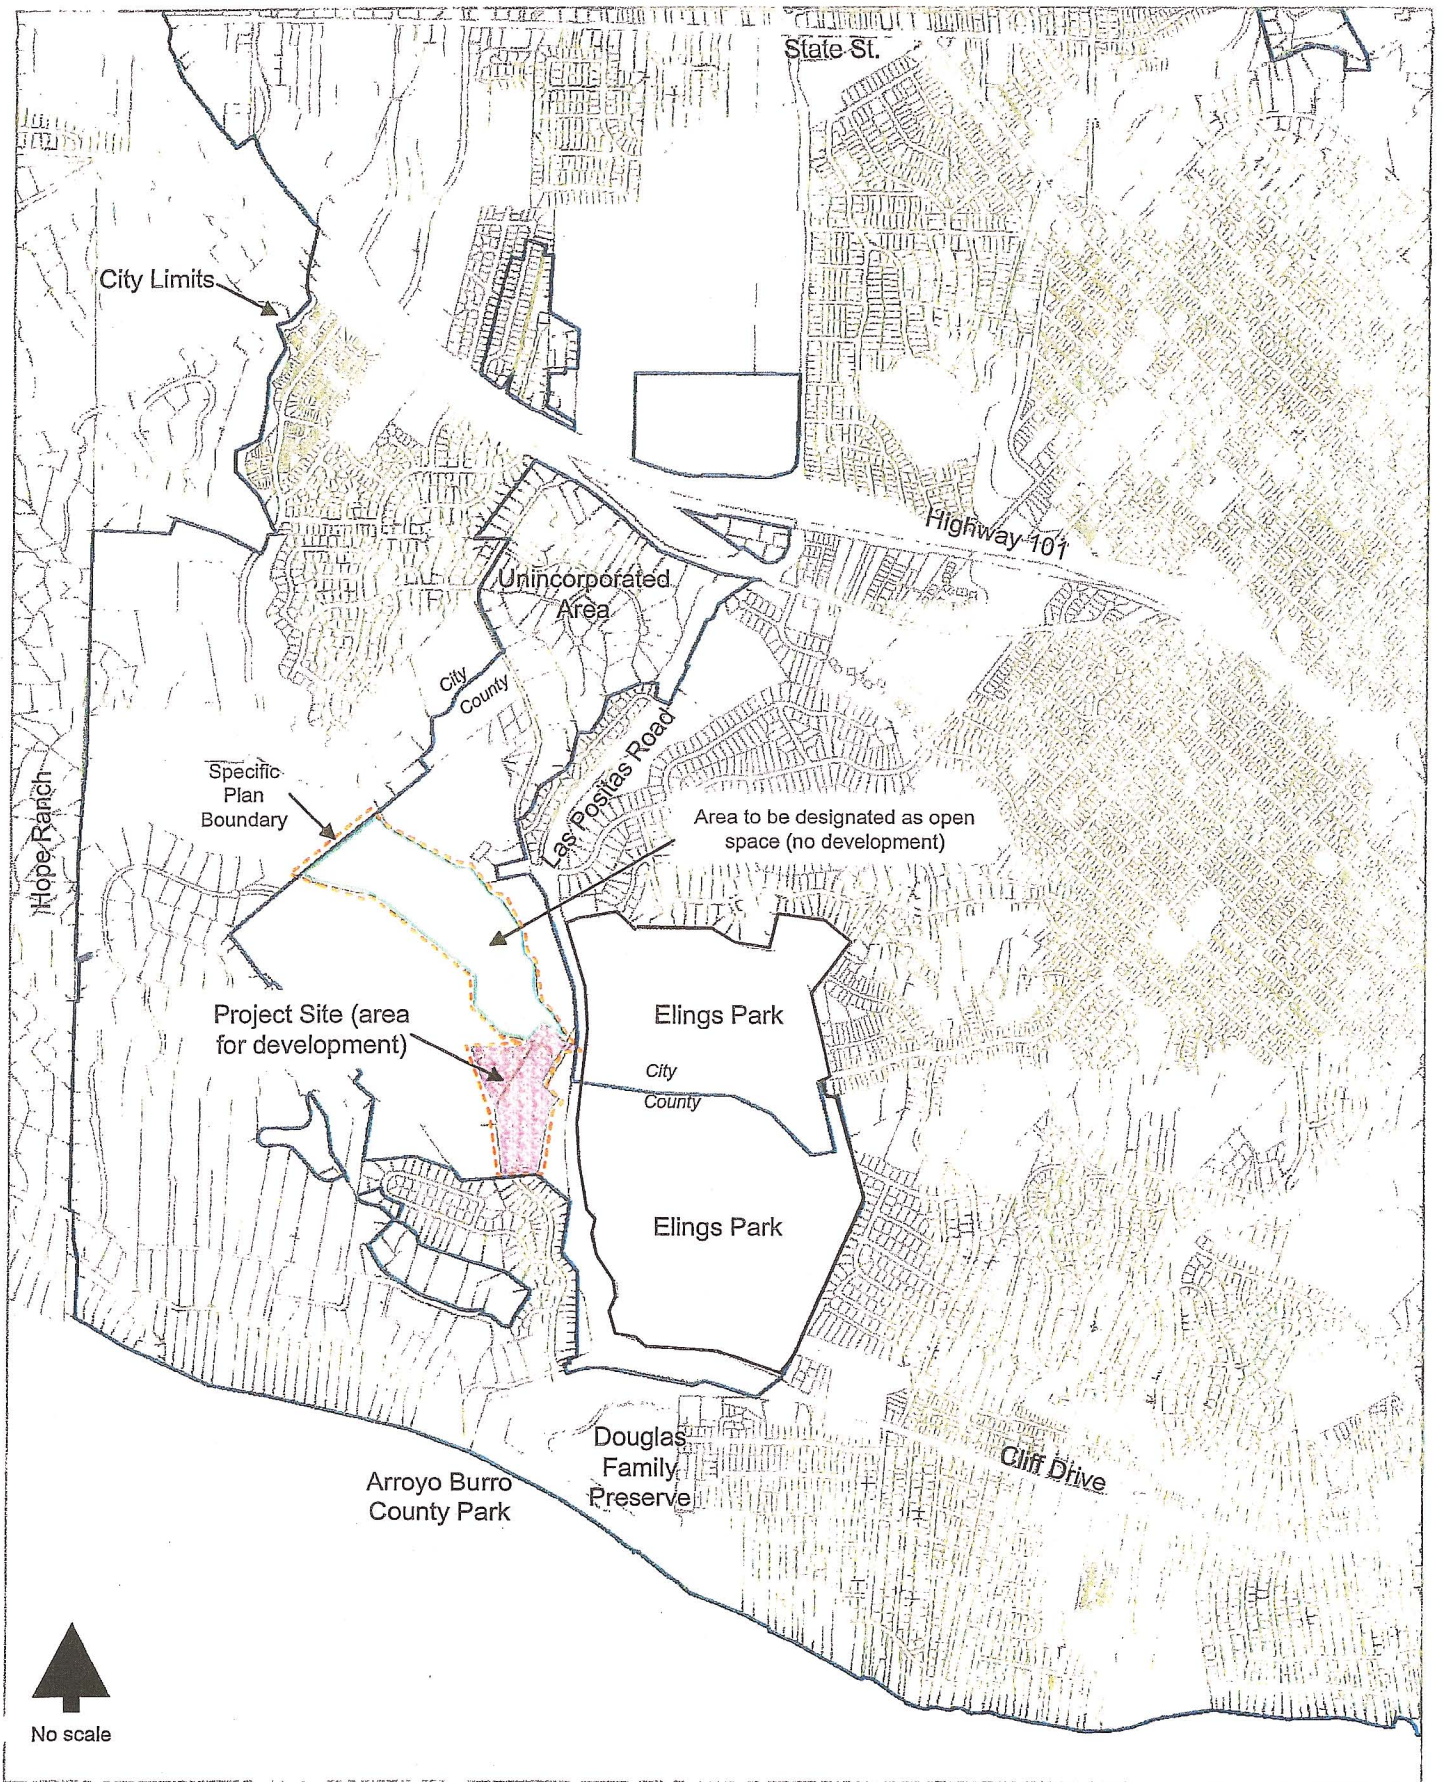 State St.
City Limits
Highway 101
Unincorporated
Area
City
County
Las Positas Road
Specific
Plan
Boundary
Hope Ranch
Area to be designated as open
space (no development)
Project Site (area
for development)
Elings Park
City
County
Elings Park
Douglas
Family
Preserve
Cliff Drive
Arroyo Burro
County Park
No scale